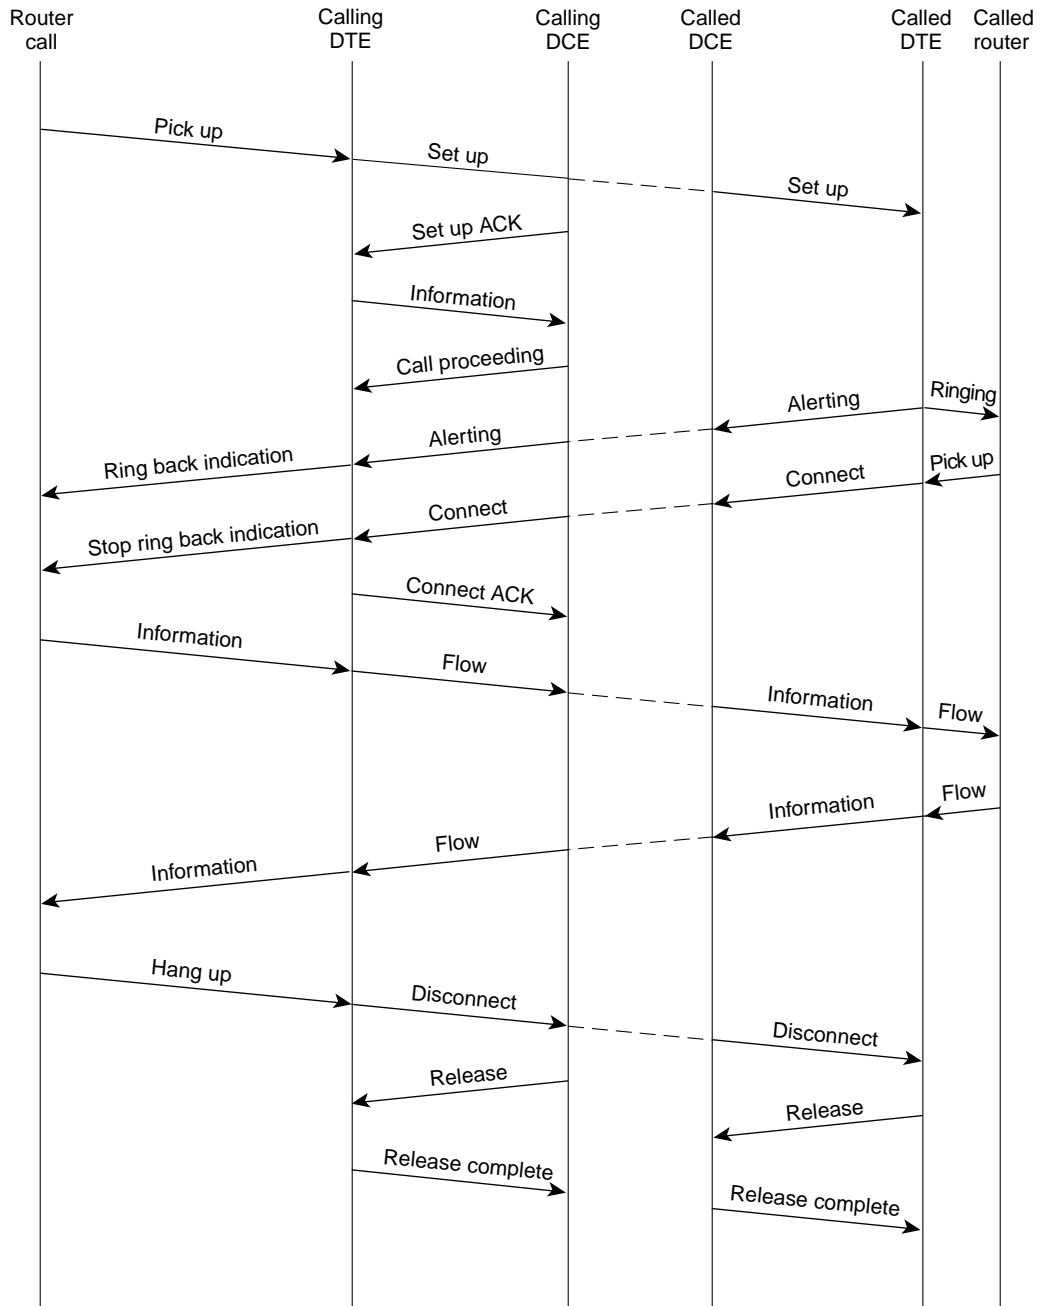 Router
call
Calling
DTE
Calling
DCE
Called
DCE
Called
DTE
Called
router
Pick up
Set up
Set up
Set up ACK
Information
Call proceeding
Ringing
Alerting
Alerting
Ring back indication
Pick up
Connect
Connect
Stop ring back indication
Connect ACK
Information
Flow
Information
Flow
Flow
Information
Flow
Information
Hang up
Disconnect
Disconnect
Release
Release
Release complete
Release complete